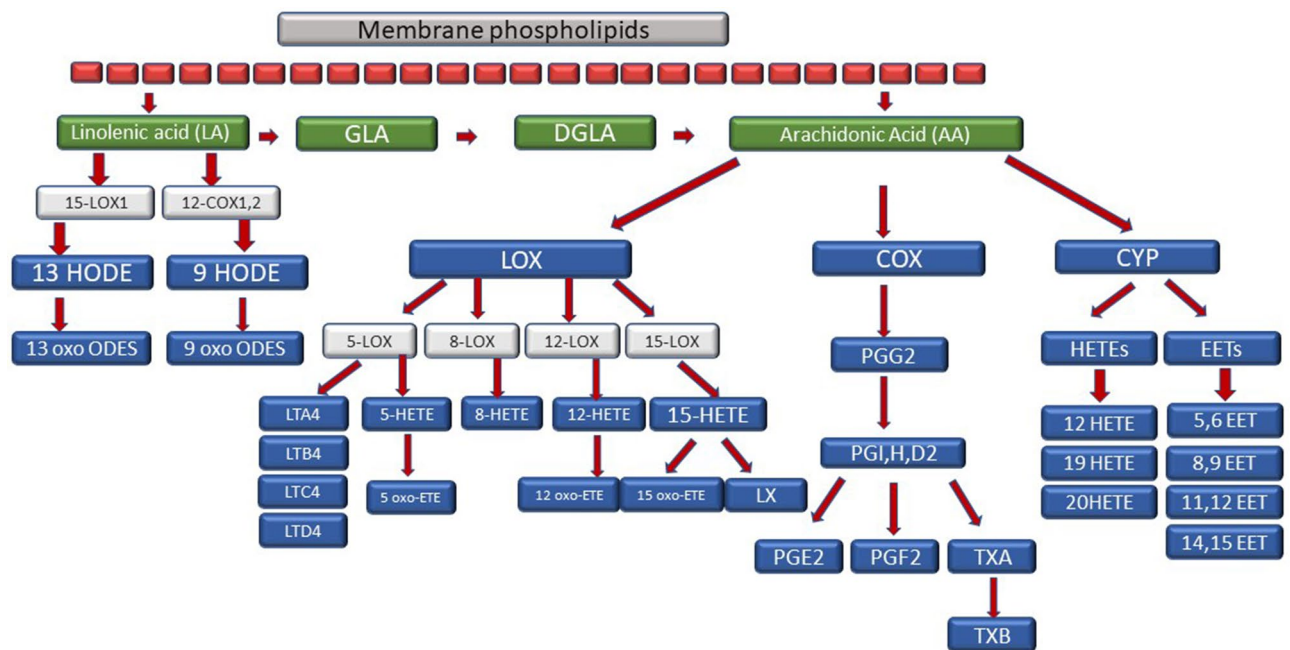 Membrane phospholipids
Linolenic acid (LA)
GLA
DGLA
Arachidonic Acid (AA)
15-LOX1
12-COX1,2
13 HODE
9 HODE
LOX
COX
CYP
13 oxo ODES
9 oxo ODES
5-LOX
8-LOX
12-LOX
15-LOX
PGG2
HETEs
EETs
LTA4
5-HETE
8-HETE
12-HETE
15-HETE
12 HETE
5,6 EET
LTB4
PGI,H,D2
19 HETE
8,9 EET
LTC4
5 oxo-ETE
12 oxo-ETE
15 oxo-ETE
LX
20HETE
11,12 EET
LTD4
14,15 EET
PGE2
PGF2
TXA
TXB